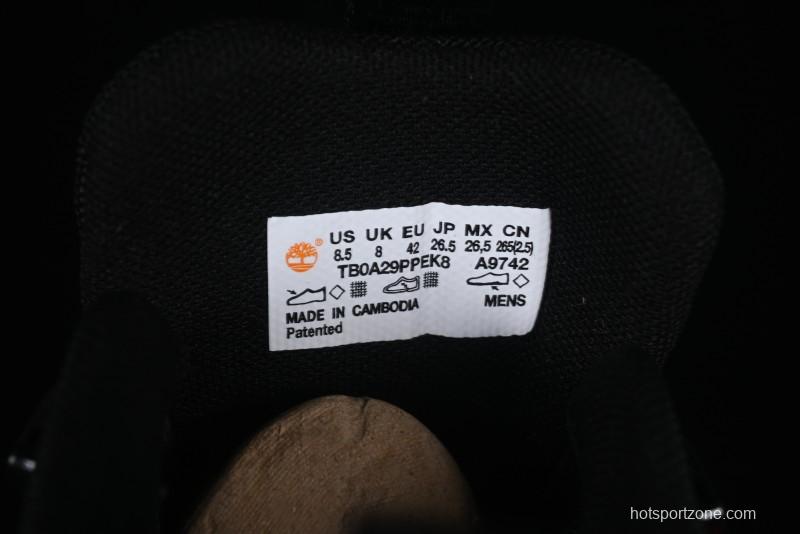 ®
US UK EU JP MX CN
8.5 8 42 26.5 26,5 265(2.5)
TB0A29PPEK8 A9742
MADE IN CAMBODIA MENS
Patented
hotsportzone.com